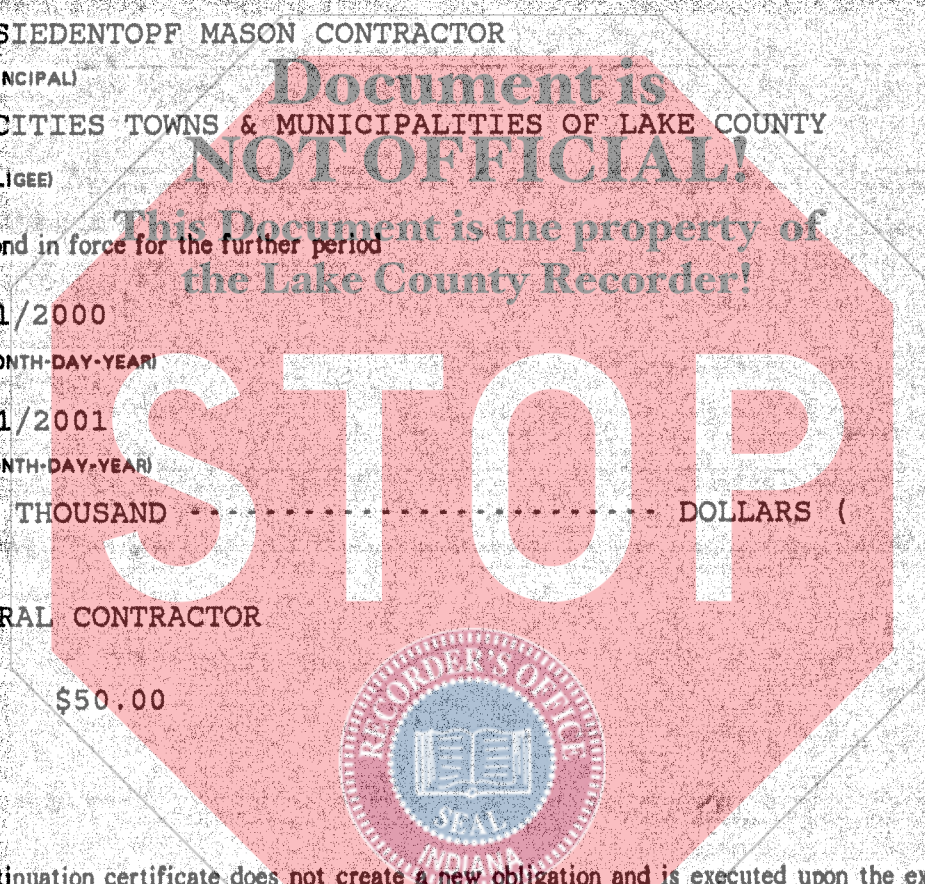 SIEDENTOPF MASON CONTRACTOR
NCIPAL)
Document is
CITIES TOWNS & MUNICIPALITIES OF LAKE COUNTY
NOT OFFICIAL!
IGEE)
This Document is the property of
nd in force for the further period
the Lake County Recorder!
1/2000
ONTH-DAY-YEAR)
1/2001
NTH-DAY-YEAR)
STOP
THOUSAND ------------------------- DOLLARS (
RAL CONTRACTOR
$50.00
RECORDER'S OFFICE
SEAL
INDIANA
tinuation certificate does not create a new obligation and is executed upon the ex